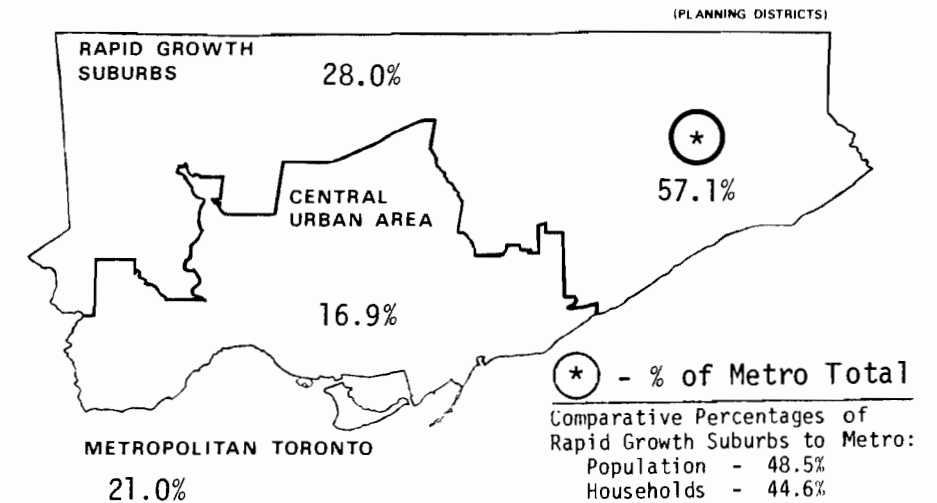 (PLANNING DISTRICTS)
RAPID GROWTH
SUBURBS
28.0%
*
57.1%
CENTRAL
URBAN AREA
16.9%
* - % of Metro Total
Comparative Percentages of
Rapid Growth Suburbs to Metro:
Population - 48.5%
Households - 44.6%
METROPOLITAN TORONTO
21.0%